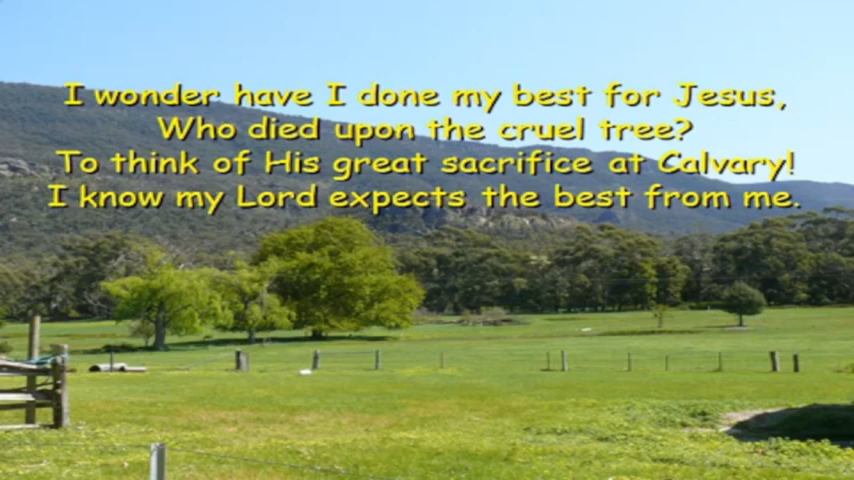 I wonder have I done my best for Jesus,
Who died upon the cruel tree?
To think of His great sacrifice at Calvary!
I know my Lord expects the best from me.